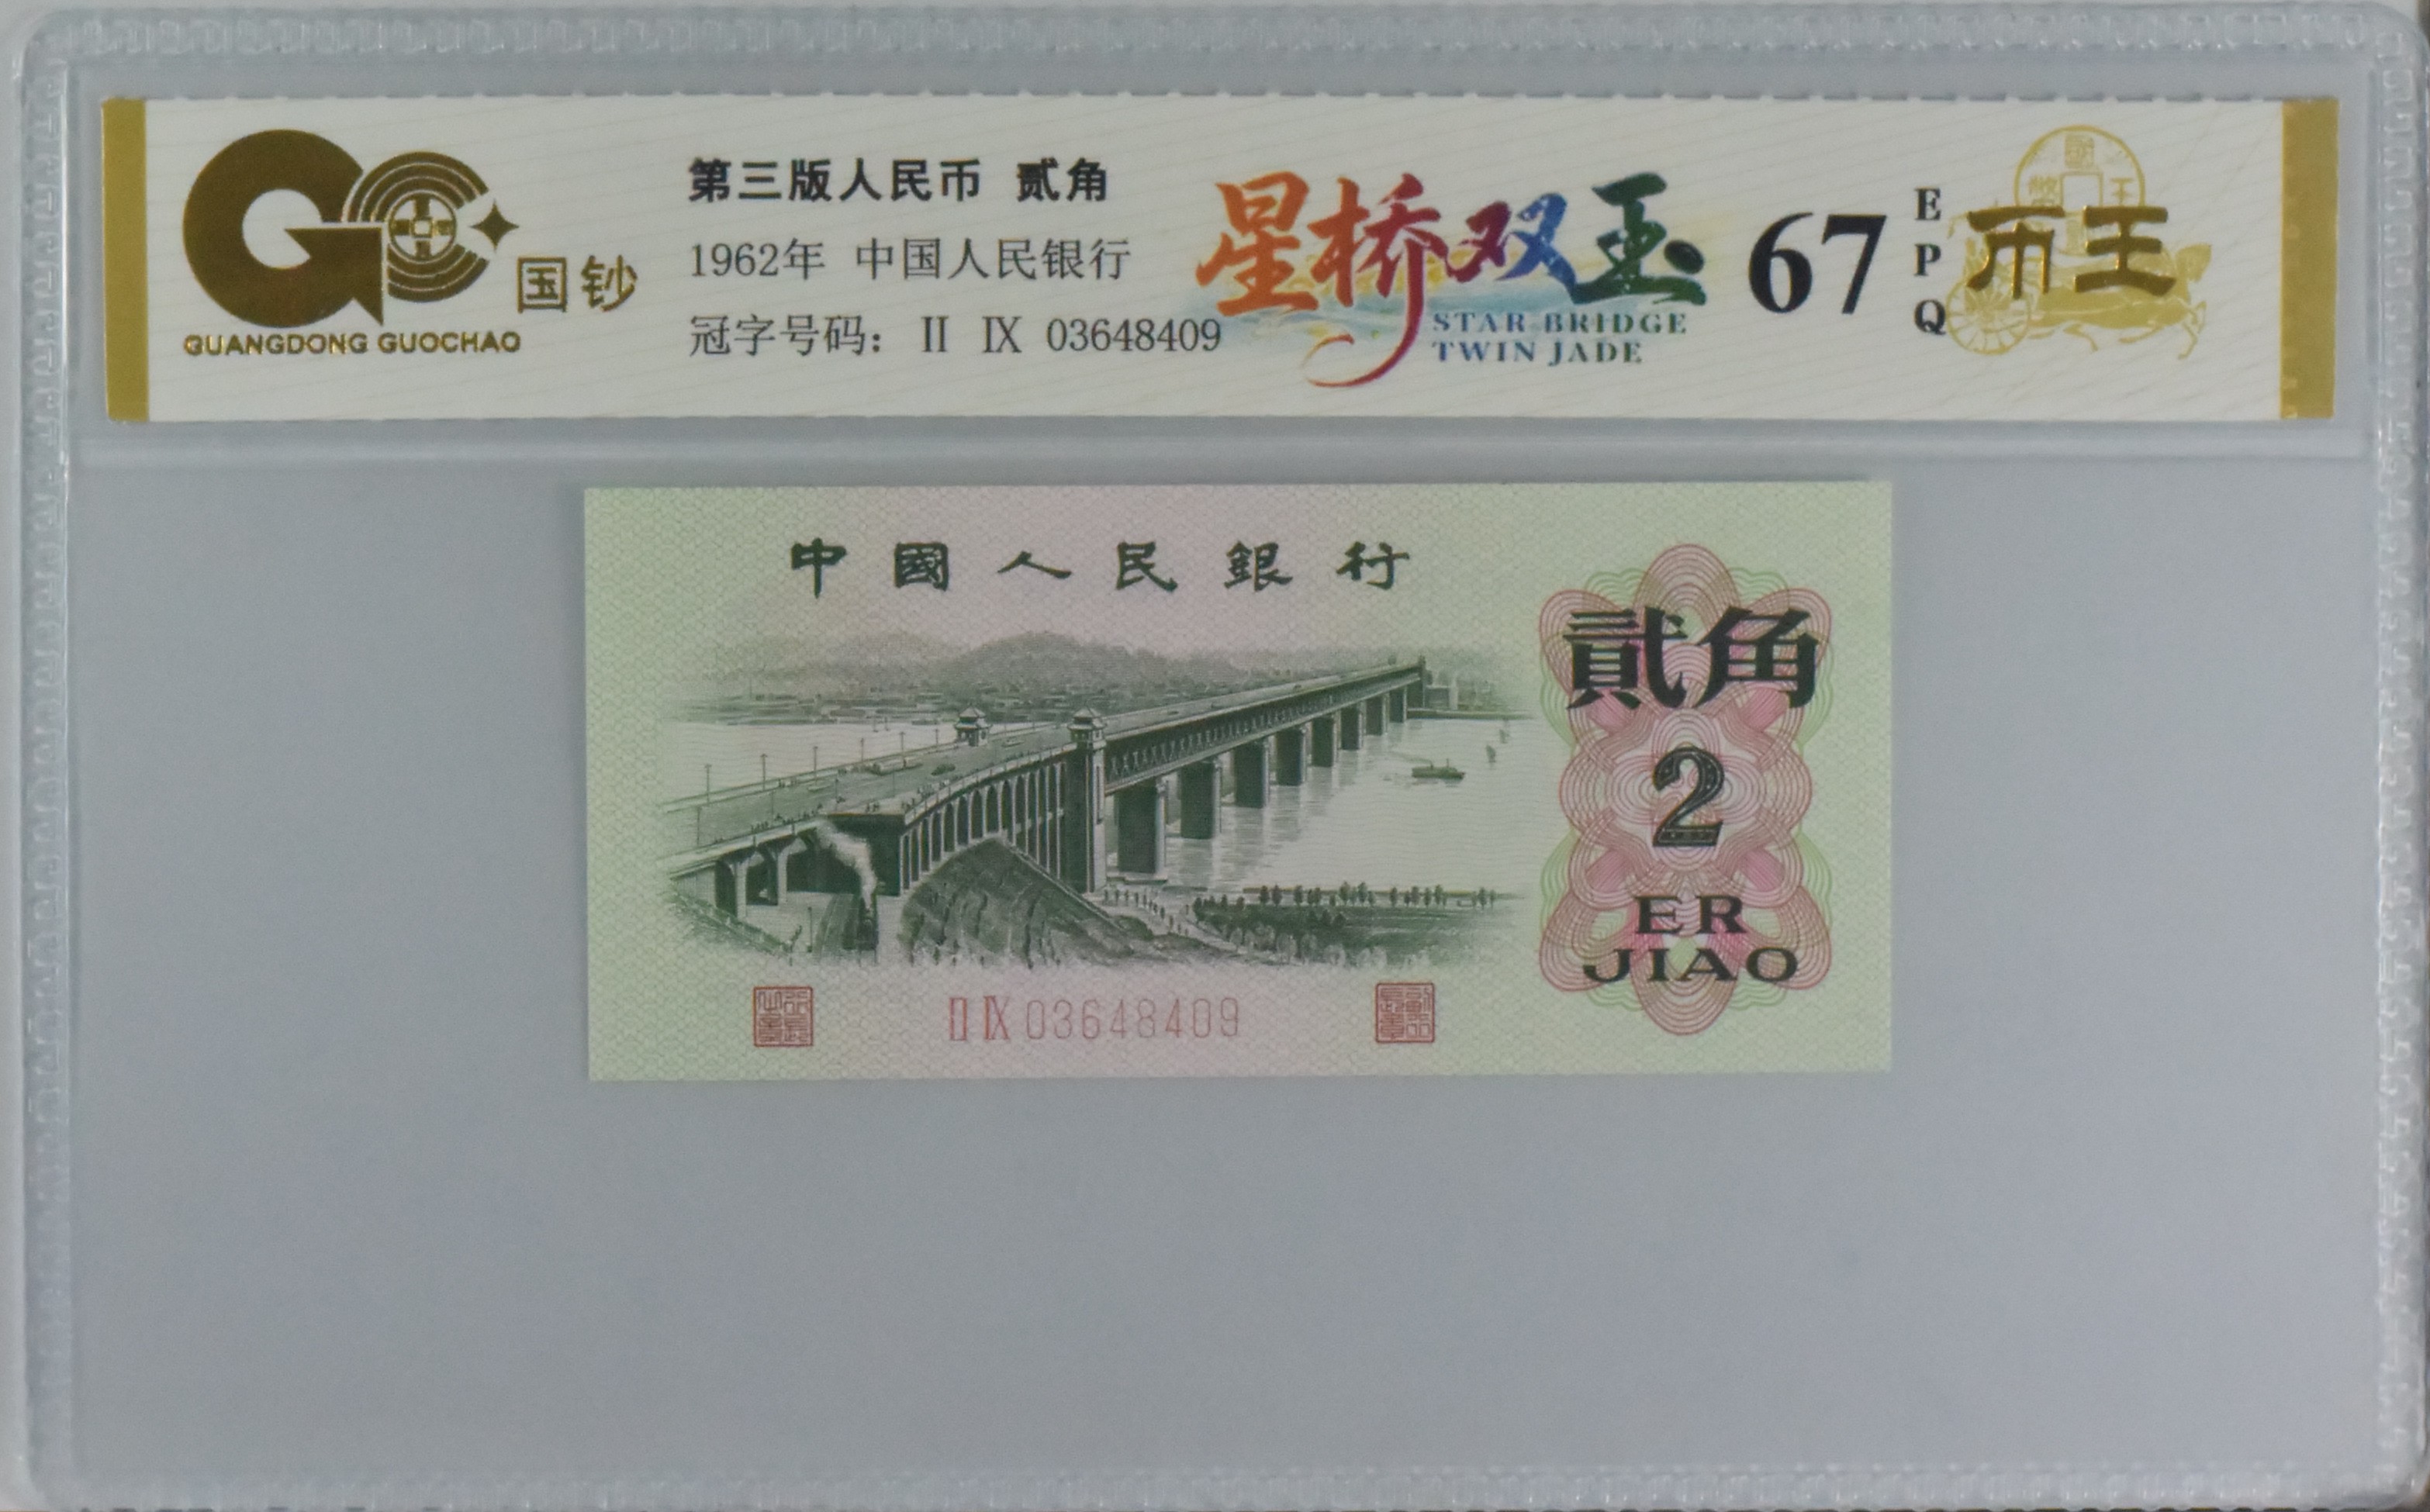 国钞
GUANGDONG GUOCHAO
第三版人民币 贰角
1962年 中国人民银行
冠字号码： Ⅱ Ⅸ 03648409
星桥双玉
STAR BRIDGE
TWIN JADE
67
E
P
Q
币王
中國人民銀行
貳角
2
ER
JIAO
Ⅱ Ⅸ 03648409